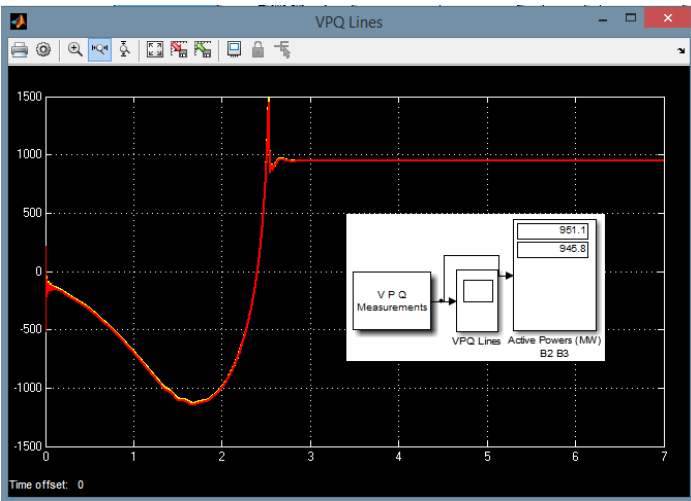 VPQ Lines
1500
1000
500
0
-500
-1000
-1500
0 1 2 3 4 5 6 7
951.1
945.8
V P Q
Measurements
VPQ Lines
Active Powers (MW)
B2 B3
Time offset: 0